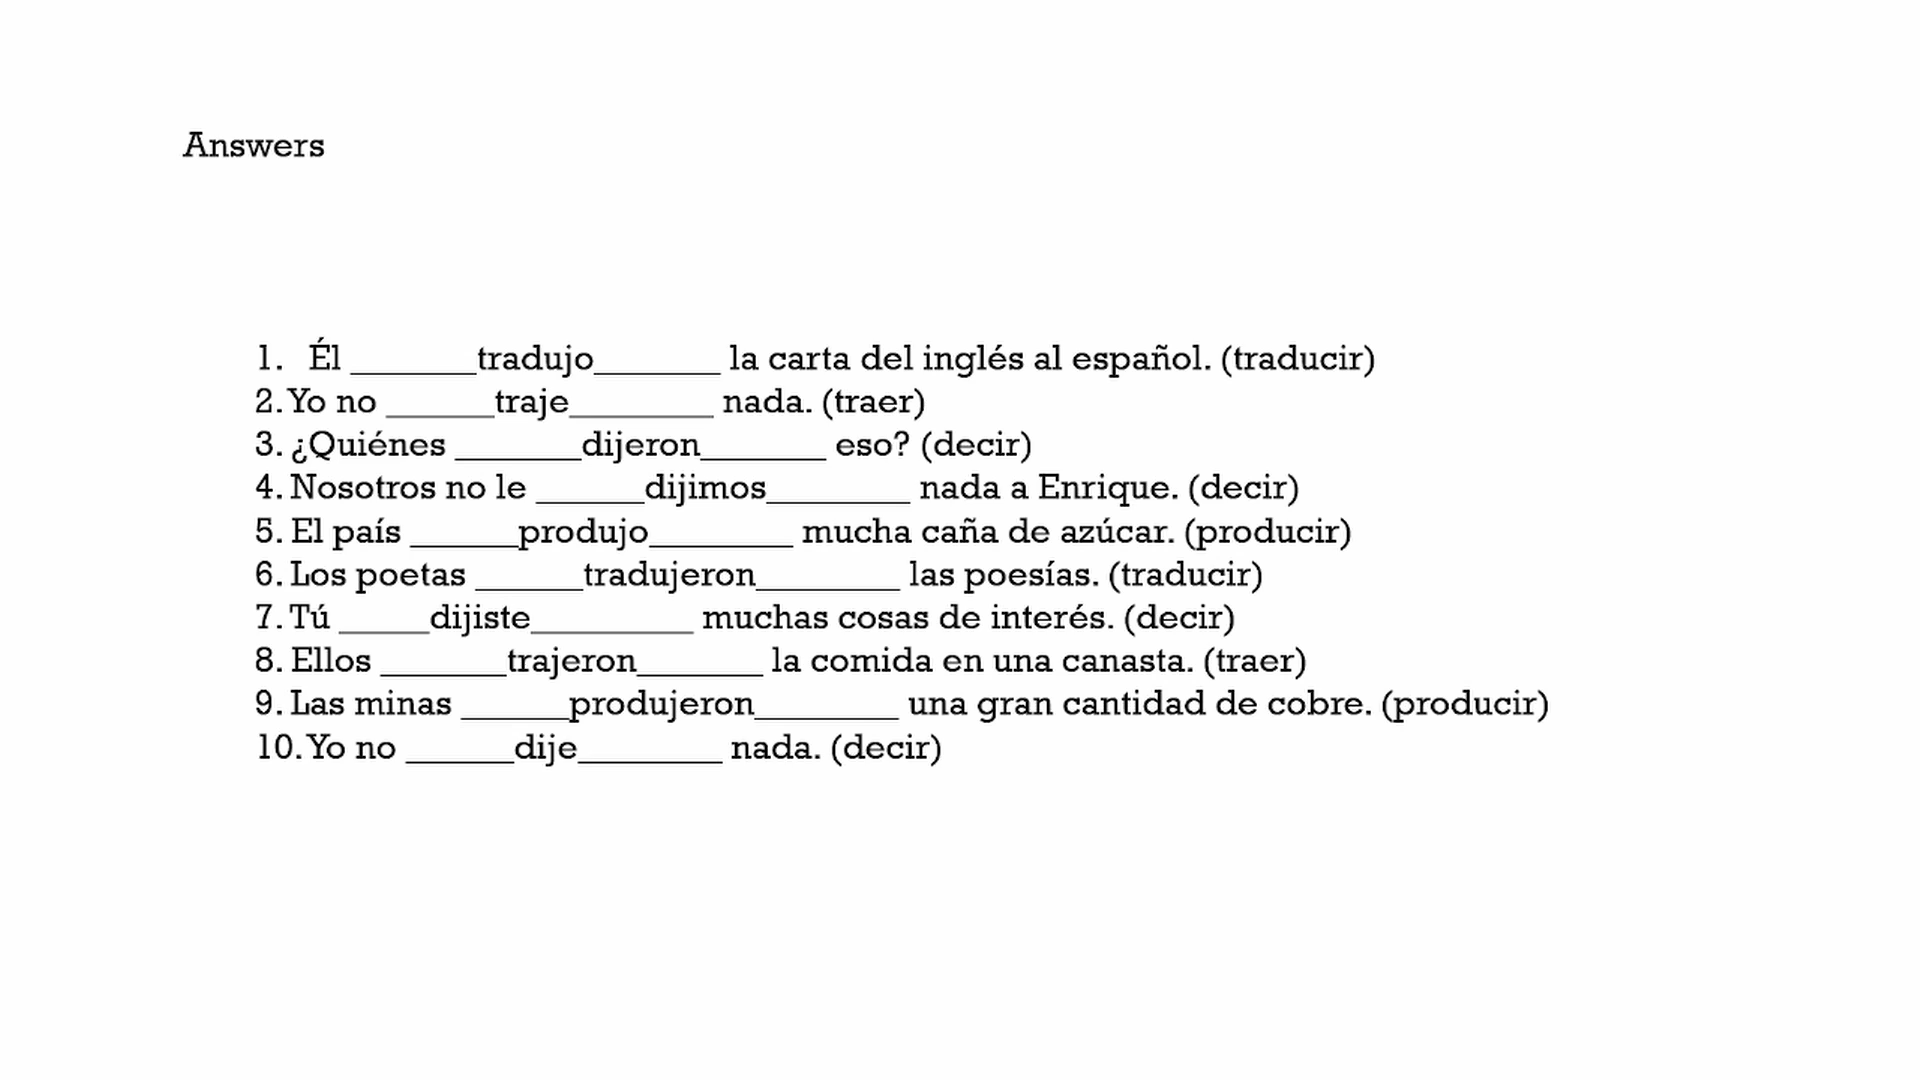 Answers
1. Él _______tradujo_______ la carta del inglés al español. (traducir)
2. Yo no ______traje________ nada. (traer)
3. ¿Quiénes _______dijeron_______ eso? (decir)
4. Nosotros no le ______dijimos________ nada a Enrique. (decir)
5. El país ______produjo________ mucha caña de azúcar. (producir)
6. Los poetas ______tradujeron________ las poesías. (traducir)
7. Tú _____dijiste_________ muchas cosas de interés. (decir)
8. Ellos _______trajeron_______ la comida en una canasta. (traer)
9. Las minas ______produjeron________ una gran cantidad de cobre. (producir)
10. Yo no ______dije________ nada. (decir)